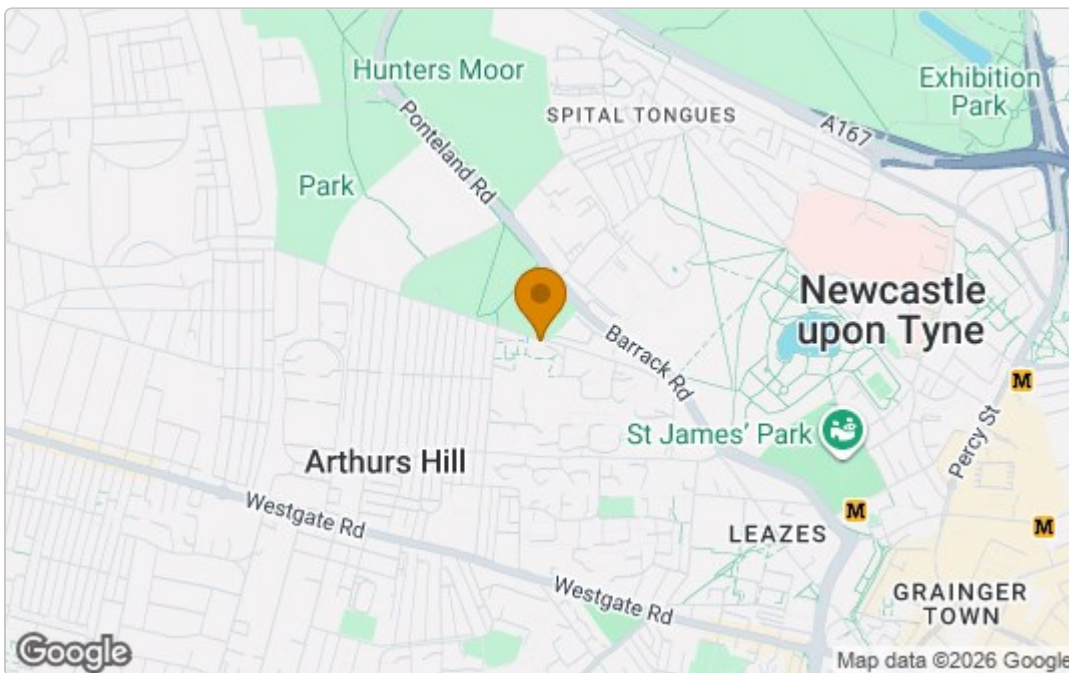 Hunters Moor
Exhibition
Park
SPITAL TONGUES
A167
Ponteland Rd
Park
Newcastle
upon Tyne
Barrack Rd
M
St James' Park
Percy St
Arthurs Hill
Westgate Rd
M
M
LEAZES
Westgate Rd
GRAINGER
TOWN
Google
Map data ©2026 Google